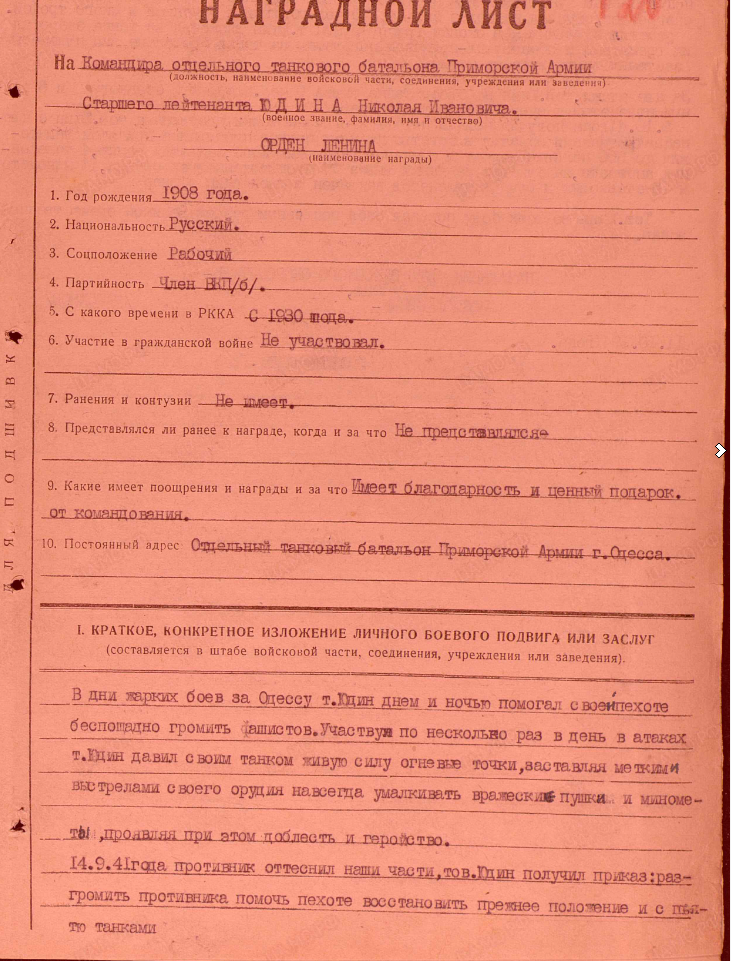 НАГРАДНОЙ ЛИСТ
На Командира отцельного танкового батальона Приморской Армии
(должность, наименование войсковой части, соединения, учреждения или заведения)
Старшего лейтенанта ЮДИНА Николая Ивановича.
(военное звание, фамилия, имя и отчество)
ОРДЕН ЛЕНИНА
(наименование награды)
1. Год рождения 1908 года.
2. Национальность Русский.
3. Соцположение Рабочий
4. Партийность Член ВКП/б/.
5. С какого времени в РККА С 1930 года.
6. Участие в гражданской войне Не участвовал.
7. Ранения и контузии Не имеет.
8. Представлялся ли ранее к награде, когда и за что Не представлялся
9. Какие имеет поощрения и награды и за что Имеет благодарность и ценный подарок.
от командования.
10. Постоянный адрес Отдельный танковый батальон Приморской Армии г.Одесса.
ДЛЯ ПОДШИВКИ
I. КРАТКОЕ, КОНКРЕТНОЕ ИЗЛОЖЕНИЕ ЛИЧНОГО БОЕВОГО ПОДВИГА ИЛИ ЗАСЛУГ
(составляется в штабе войсковой части, соединения, учреждения или заведения).
В дни жарких боев за Одессу т.Юдин днем и ночью помогал своей пехоте
беспощадно громить фашистов.Участвуя по несколько раз в день в атаках
т.Юдин давил своим танком живую силу огневые точки,заставляя меткими
выстрелами своего орудия навсегда умалкивать вражеские пушки и миноме-
ты,проявляя при этом доблесть и геройство.
14.9.41года противник оттеснил наши части,тов.Юдин получил приказ:раз-
громить противника помочь пехоте восстановить прежнее положение и с пя-
тю танками